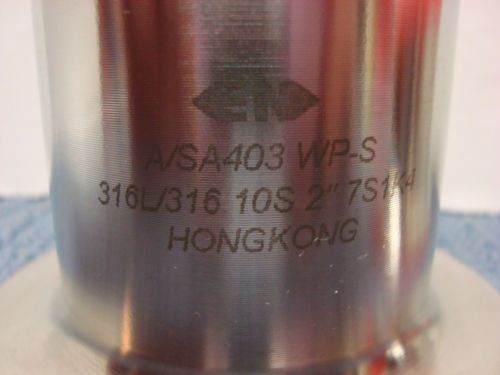 A/SA403 WP-S
316L/316 10S 2" 7S1K4
HONGKONG